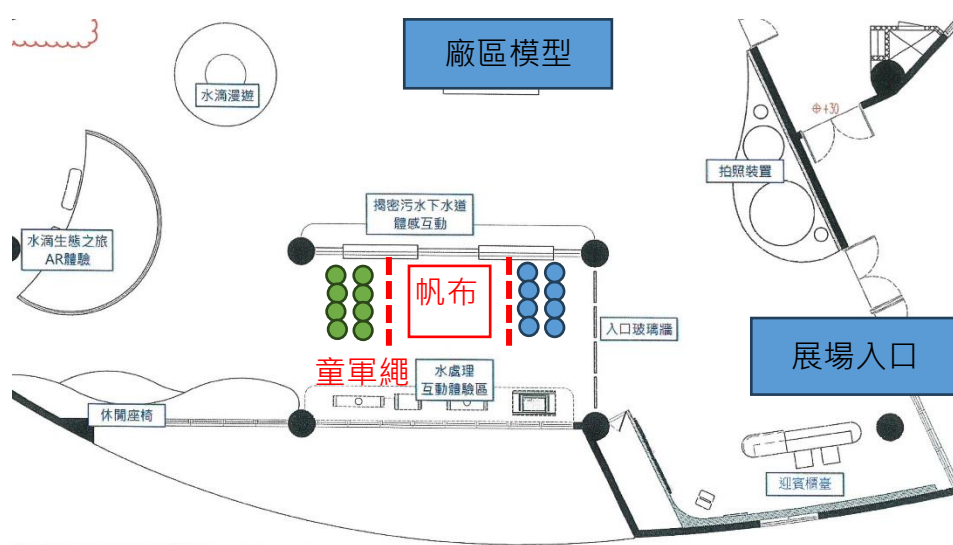 廠區模型
水滴漫遊
⊕+30
拍照裝置
揭密污水下水道
體感互動
水滴生態之旅
AR體驗
帆布
入口玻璃牆
展場入口
童軍繩
水處理
互動體驗區
休閒座椅
迎賓櫃臺